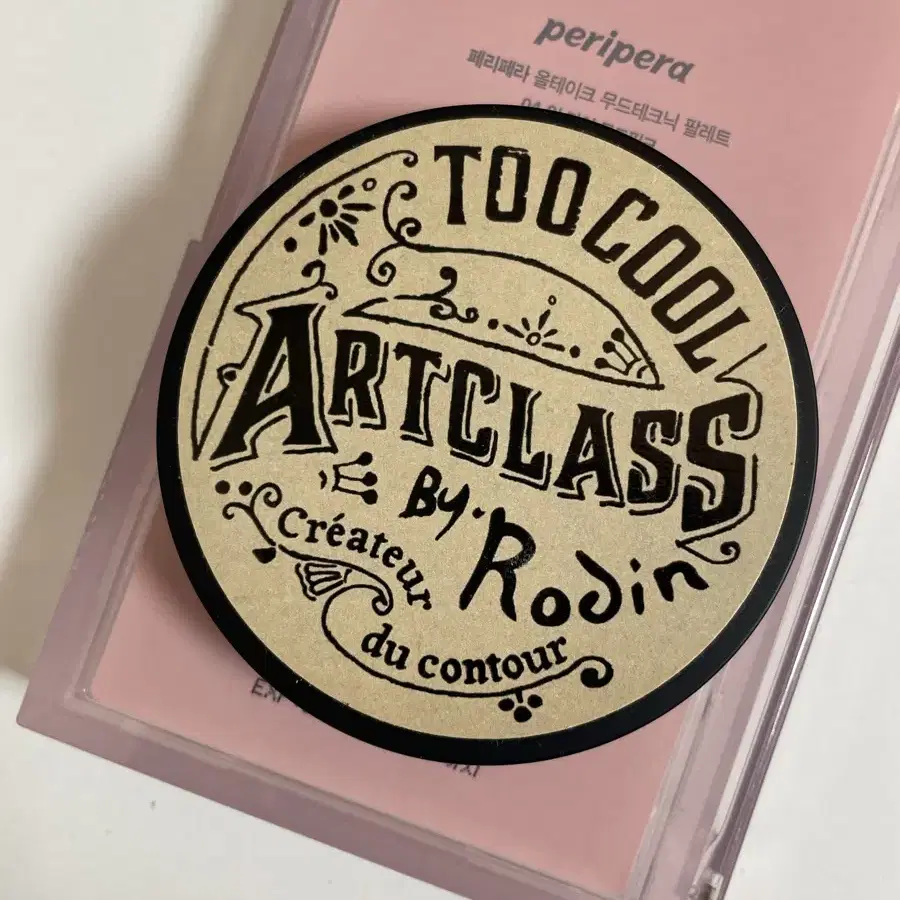 peripera
페리페라 올테이크 무드테크닉 팔레트
TOO COOL
ARTCLASS
By. Rodin
Créateur
du contour